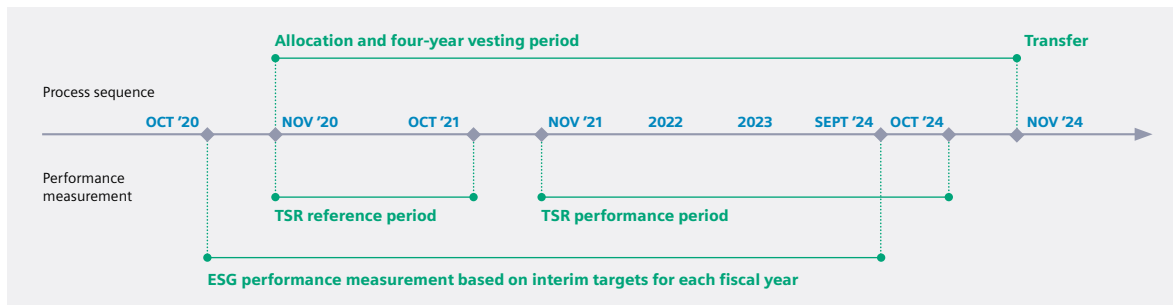 Allocation and four-year vesting period
Transfer
Process sequence
OCT ’20
NOV ’20
OCT ’21
NOV ’21
2022
2023
SEPT ’24
OCT ’24
NOV ’24
Performance
measurement
TSR reference period
TSR performance period
ESG performance measurement based on interim targets for each fiscal year